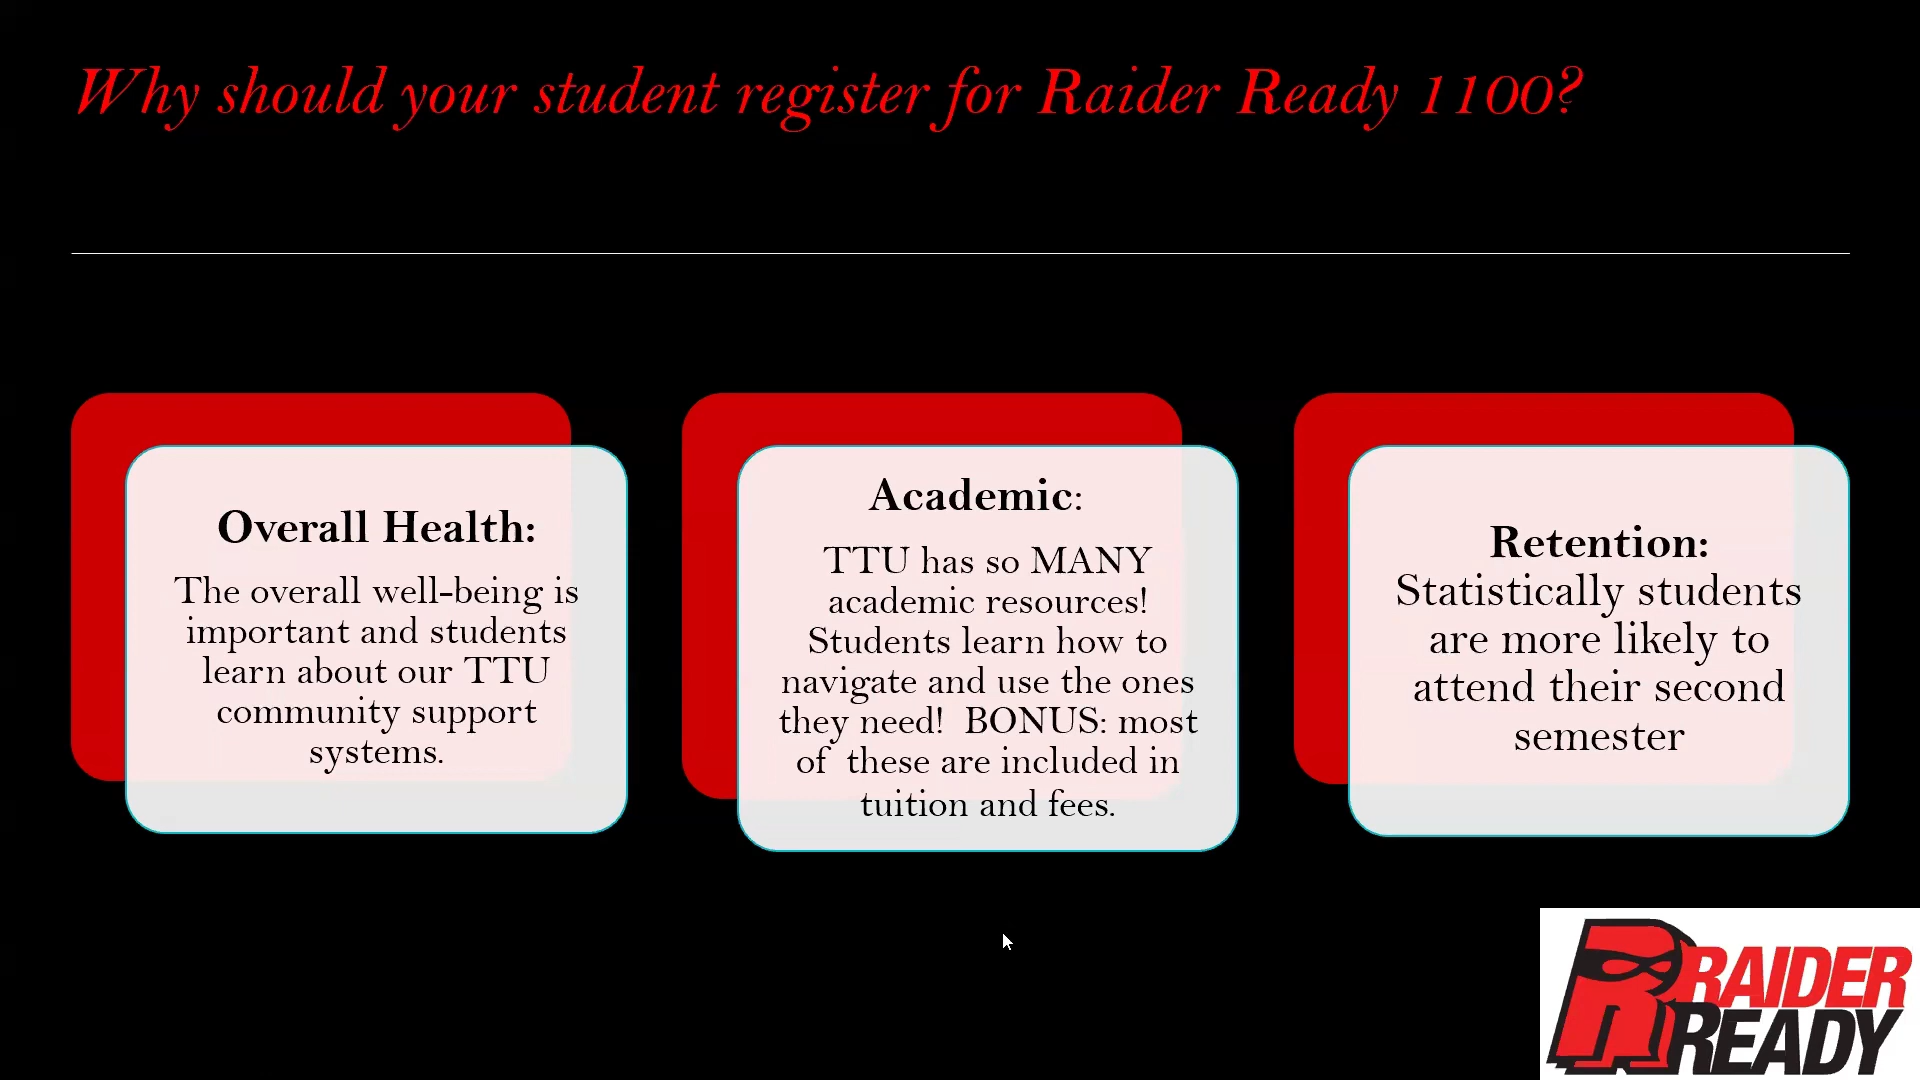 Why should your student register for Raider Ready 1100?
Overall Health:
The overall well-being is
important and students
learn about our TTU
community support
systems.
Academic:
TTU has so MANY
academic resources!
Students learn how to
navigate and use the ones
they need!  BONUS: most
of  these are included in
tuition and fees.
Retention:
Statistically students
are more likely to
attend their second
semester
RAIDER
READY